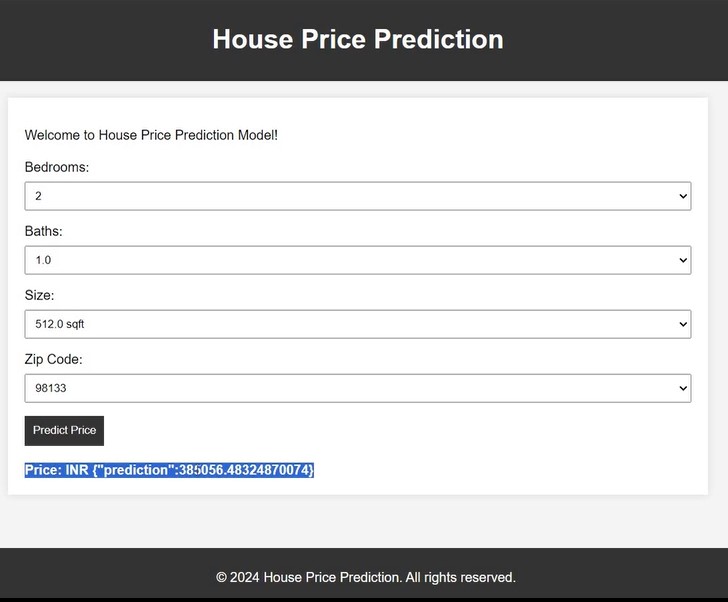 House Price Prediction
Welcome to House Price Prediction Model!
Bedrooms:
2
Baths:
1.0
Size:
512.0 sqft
Zip Code:
98133
Predict Price
Price: INR {"prediction":385056.48324870074}
© 2024 House Price Prediction. All rights reserved.